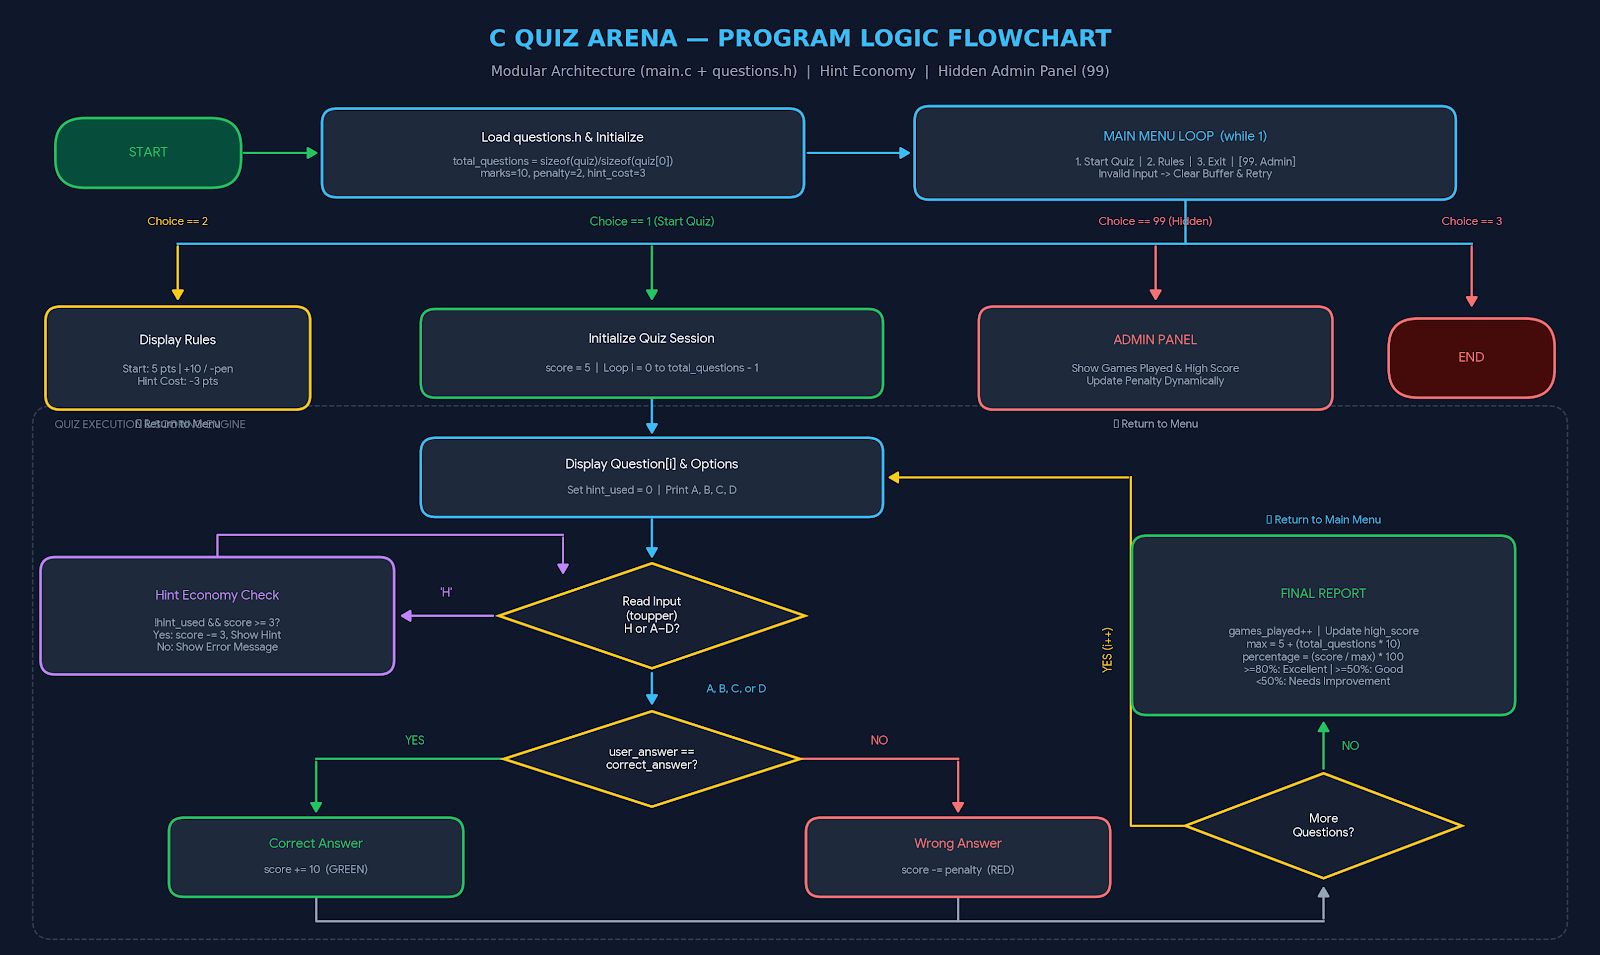 C QUIZ ARENA — PROGRAM LOGIC FLOWCHART
Modular Architecture (main.c + questions.h) | Hint Economy | Hidden Admin Panel (99)
START
Load questions.h & Initialize
total_questions = sizeof(quiz)/sizeof(quiz[0])
marks=10, penalty=2, hint_cost=3
MAIN MENU LOOP (while 1)
1. Start Quiz | 2. Rules | 3. Exit | [99. Admin]
Invalid Input -> Clear Buffer & Retry
Choice == 2
Choice == 1 (Start Quiz)
Choice == 99 (Hidden)
Choice == 3
Display Rules
Start: 5 pts | +10 / -pen
Hint Cost: -3 pts
Initialize Quiz Session
score = 5 | Loop i = 0 to total_questions - 1
ADMIN PANEL
Show Games Played & High Score
Update Penalty Dynamically
END
QUIZ EXECUTION & SCORING ENGINE
Return to Menu
Return to Menu
Display Question[i] & Options
Set hint_used = 0 | Print A, B, C, D
Return to Main Menu
Hint Economy Check
!hint_used && score >= 3?
Yes: score -= 3, Show Hint
No: Show Error Message
'H'
Read Input
(toupper)
H or A–D?
YES (i++)
FINAL REPORT
games_played++ | Update high_score
max = 5 + (total_questions * 10)
percentage = (score / max) * 100
>=80%: Excellent | >=50%: Good
<50%: Needs Improvement
A, B, C, or D
YES
user_answer ==
correct_answer?
NO
NO
Correct Answer
score += 10 (GREEN)
Wrong Answer
score -= penalty (RED)
More
Questions?